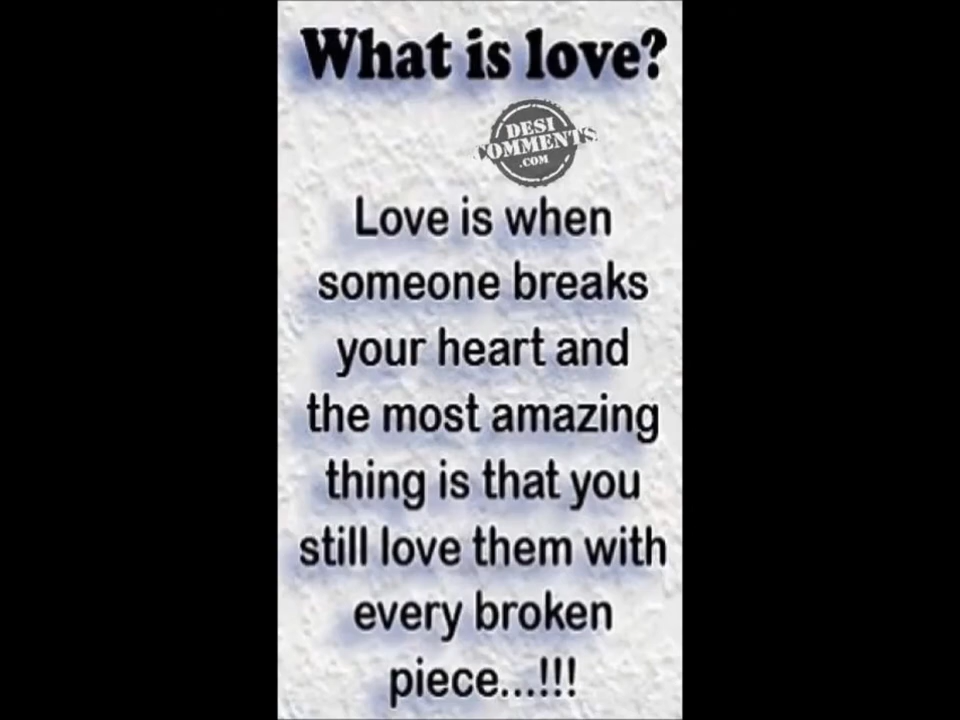 What is love?
DESI
COMMENTS
.COM
Love is when
someone breaks
your heart and
the most amazing
thing is that you
still love them with
every broken
piece...!!!